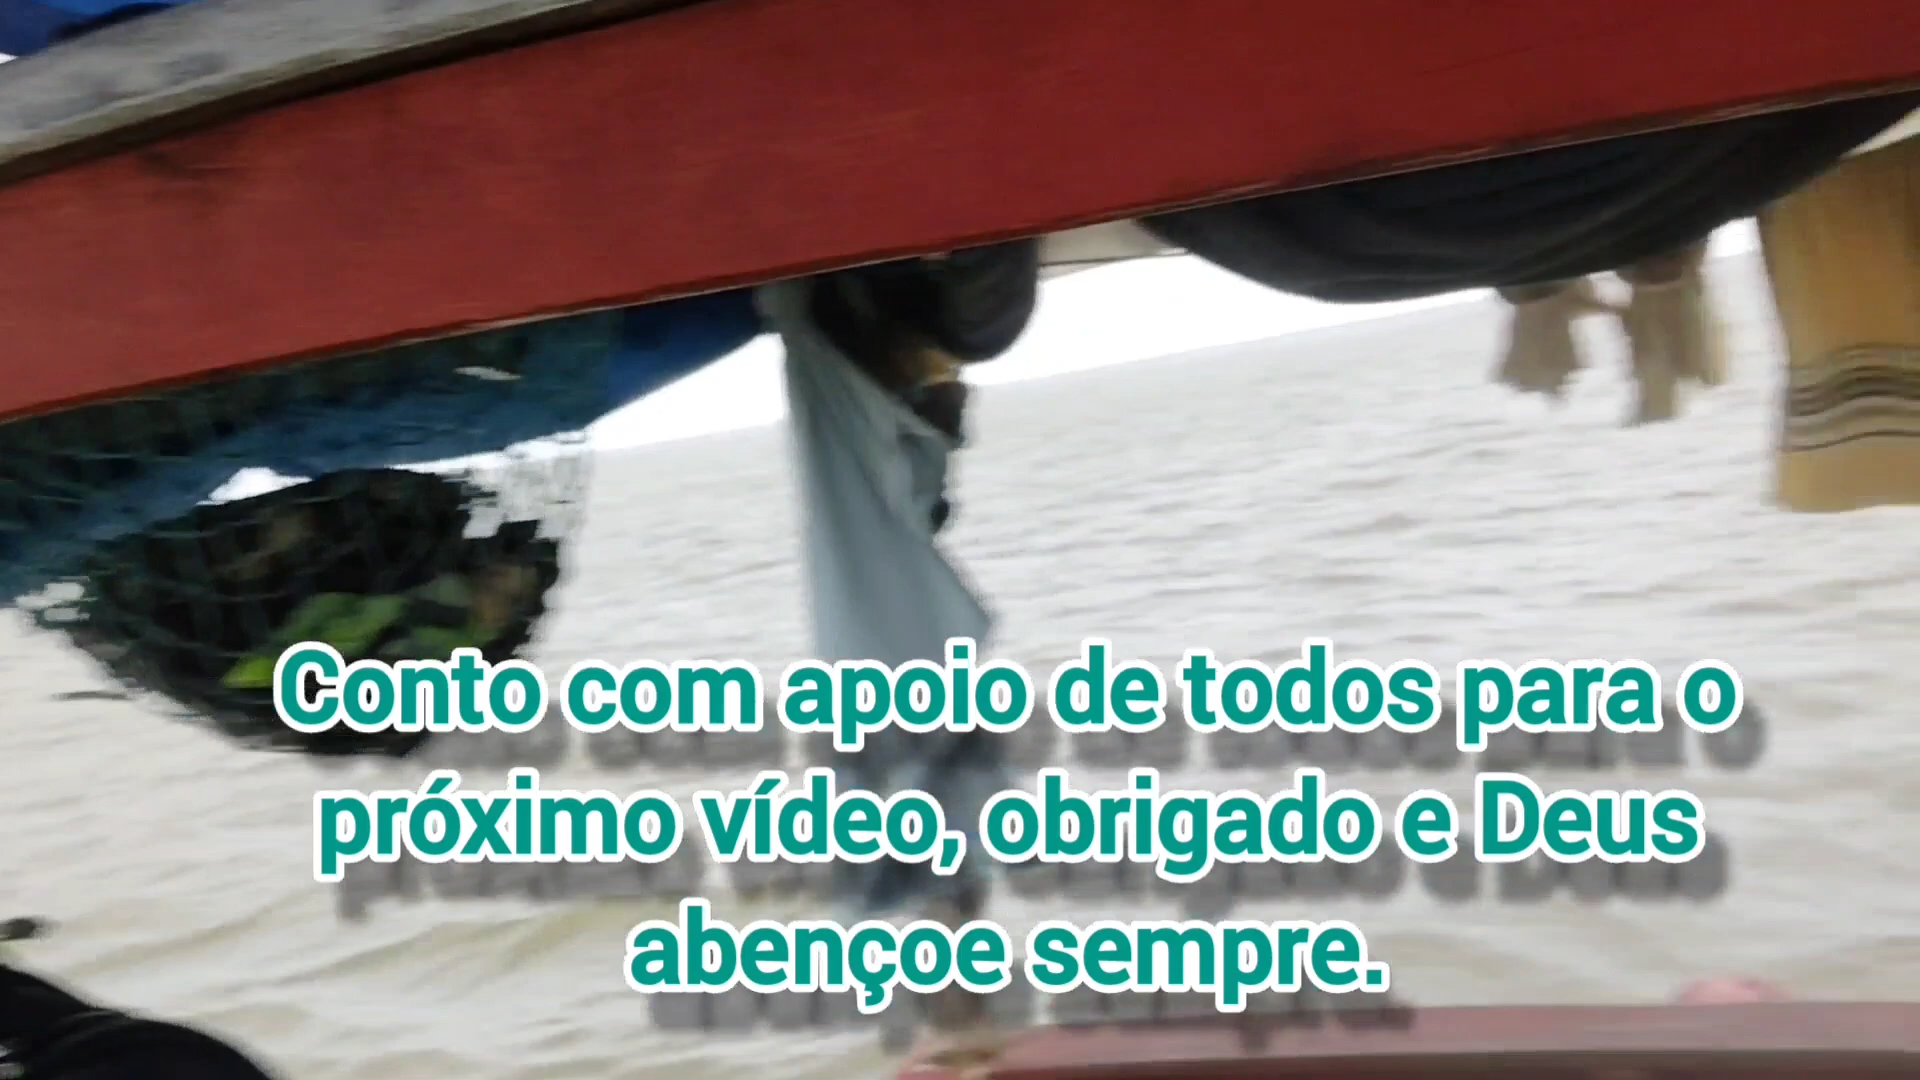 Conto com apoio de todos para o
próximo vídeo, obrigado e Deus
abençoe sempre.